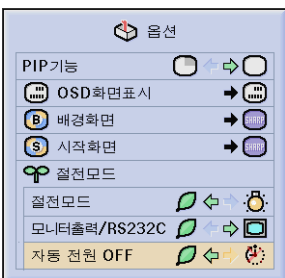 옵션
PIP기능
OSD화면표시
B 배경화면 SHARP
S 시작화면 SHARP
절전모드
절전모드
모니터출력/RS232C
자동 전원 OFF